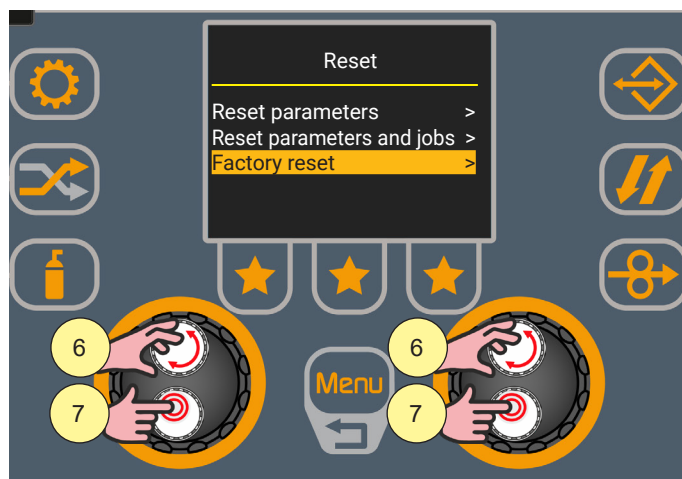 Reset
Reset parameters >
Reset parameters and jobs >
Factory reset >
6
6
7
7
Menu